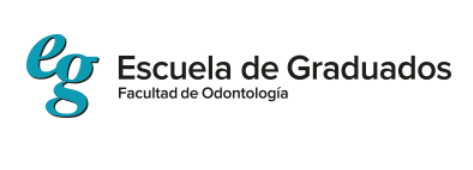 eg Escuela de Graduados
Facultad de Odontología